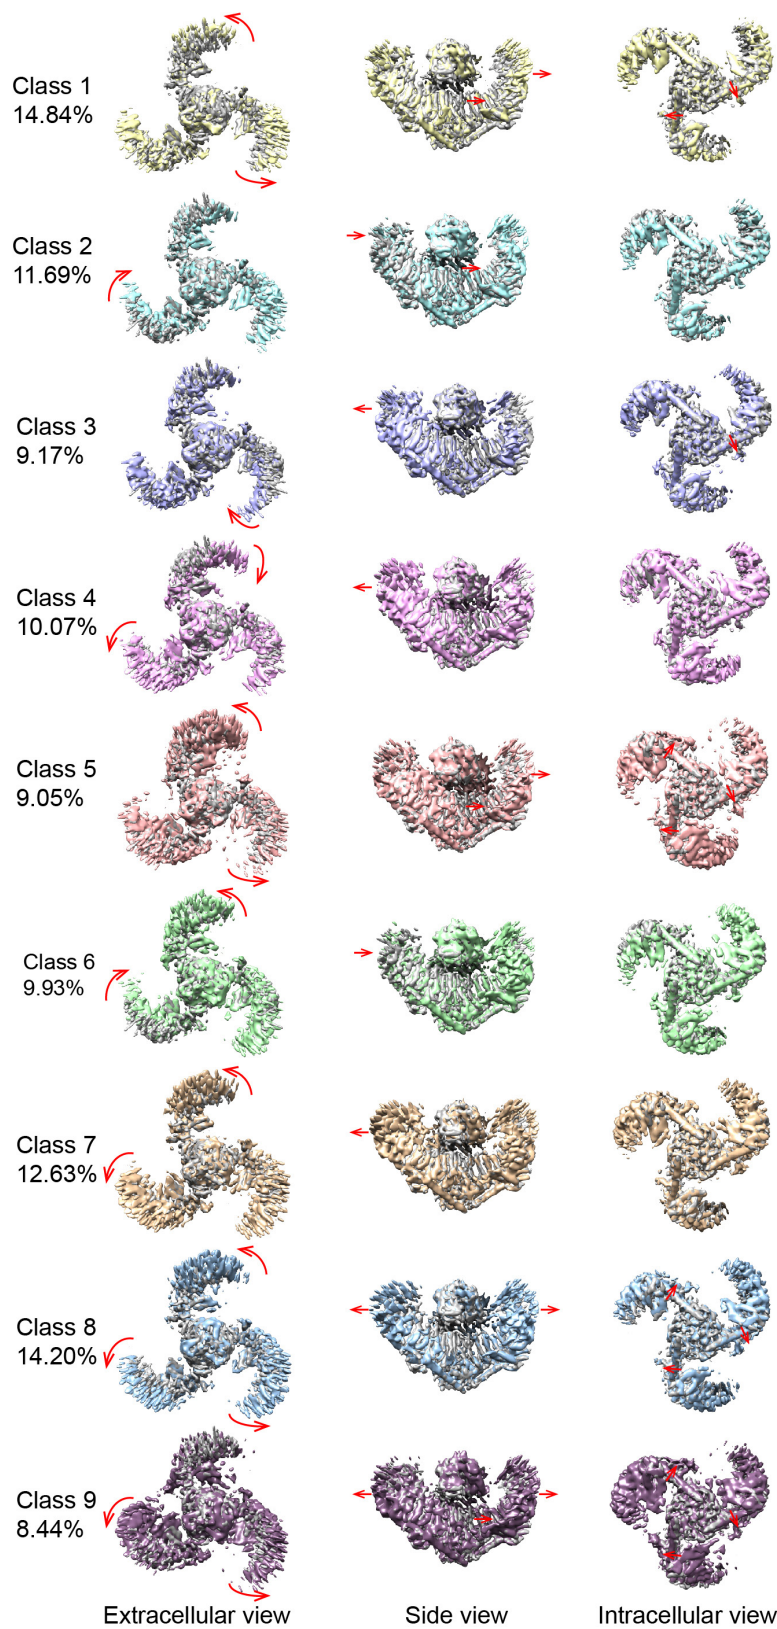 Class 1
14.84%
Class 2
11.69%
Class 3
9.17%
Class 4
10.07%
Class 5
9.05%
Class 6
9.93%
Class 7
12.63%
Class 8
14.20%
Class 9
8.44%
Extracellular view Side view Intracellular view